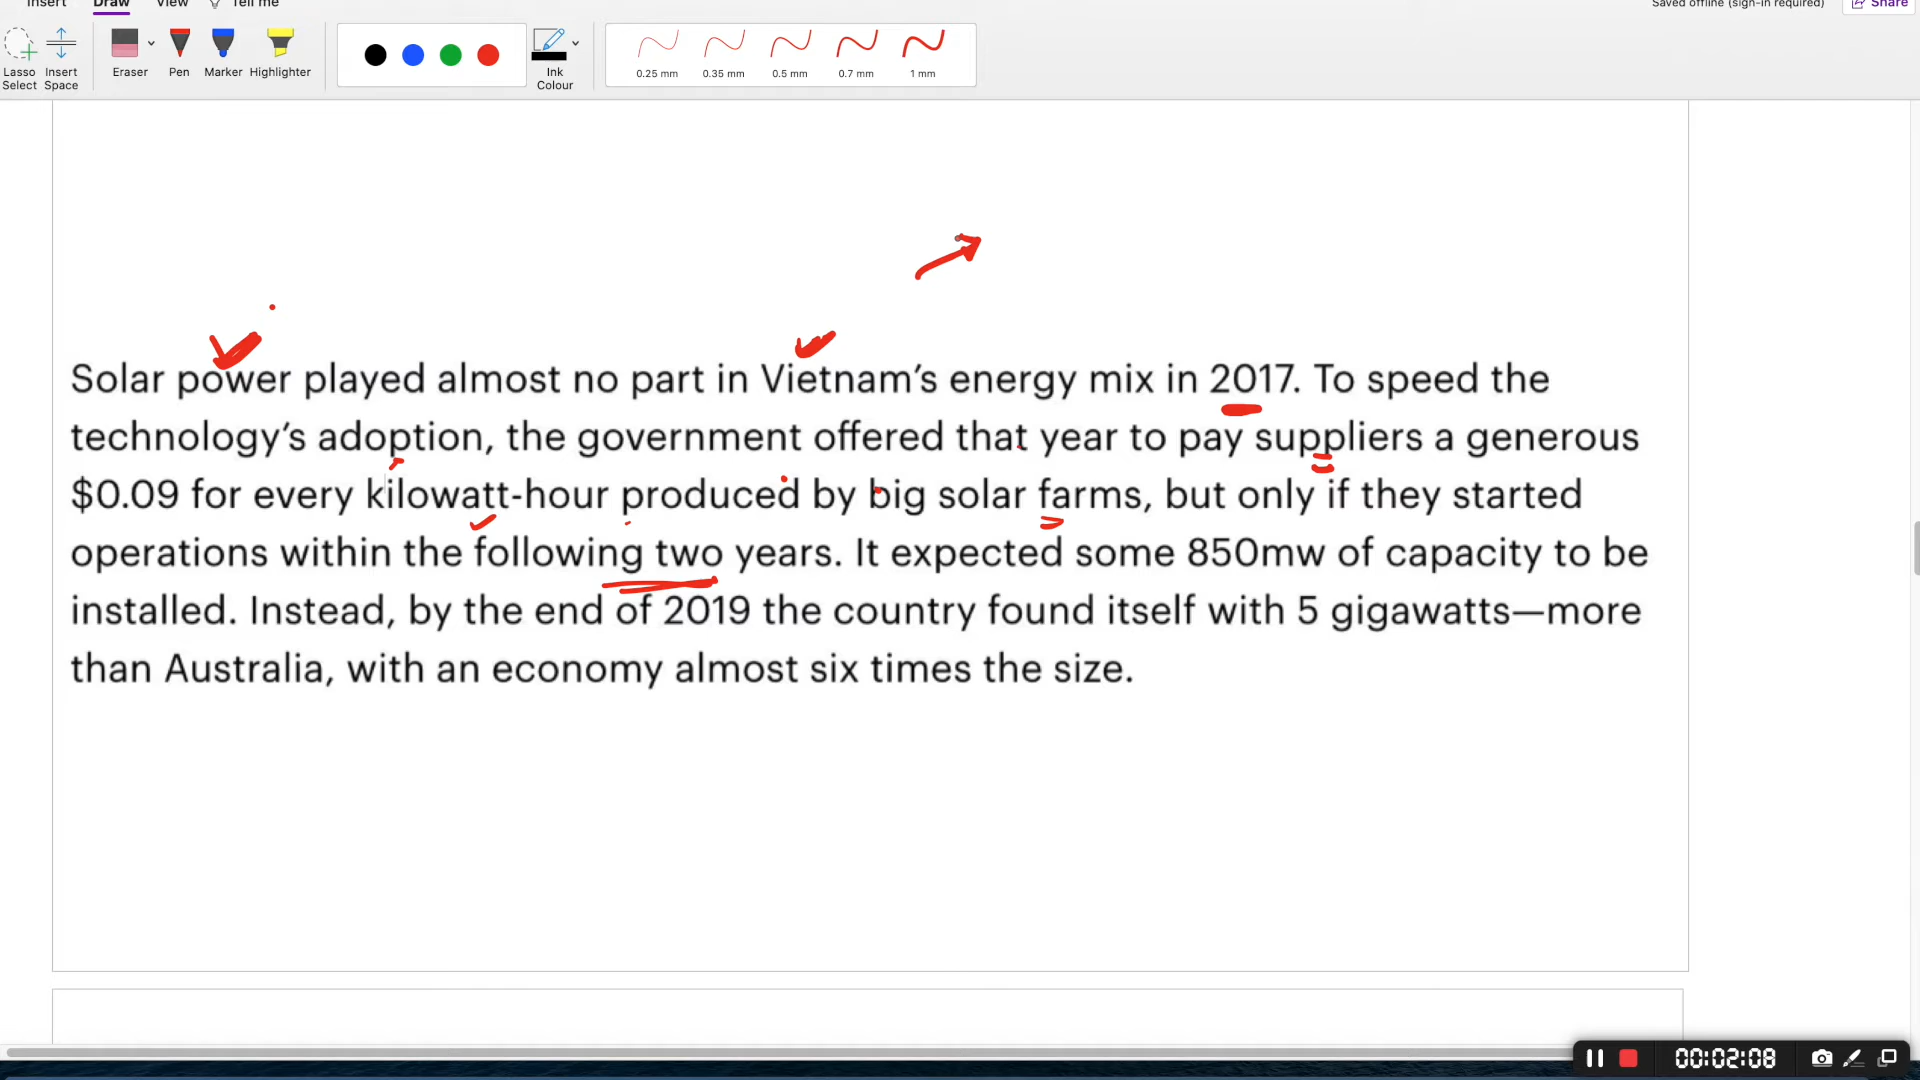 Insert Draw View Tell me Saved offline (sign-in required) Share
Lasso Select Insert Space Eraser Pen Marker Highlighter Ink Colour 0.25 mm 0.35 mm 0.5 mm 0.7 mm 1 mm
Solar power played almost no part in Vietnam’s energy mix in 2017. To speed the
technology’s adoption, the government offered that year to pay suppliers a generous
$0.09 for every kilowatt-hour produced by big solar farms, but only if they started
operations within the following two years. It expected some 850mw of capacity to be
installed. Instead, by the end of 2019 the country found itself with 5 gigawatts—more
than Australia, with an economy almost six times the size.
00:02:08